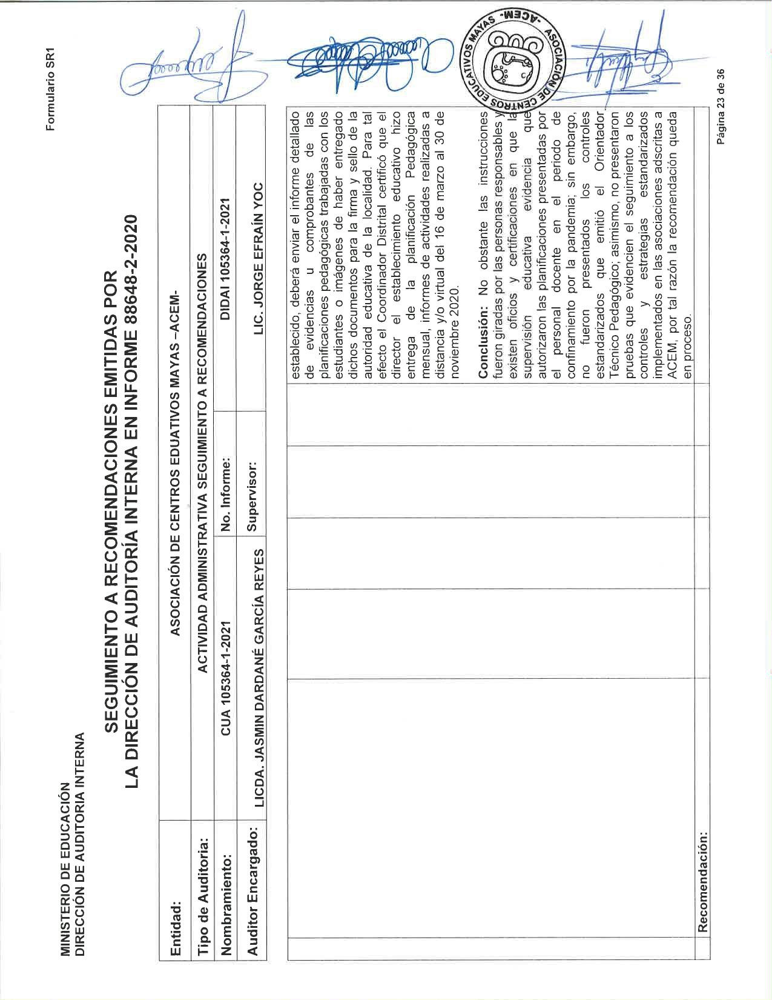 Formulario SR1
MINISTERIO DE EDUCACIÓN
DIRECCIÓN DE AUDITORIA INTERNA
SEGUIMIENTO A RECOMENDACIONES EMITIDAS POR
LA DIRECCIÓN DE AUDITORÍA INTERNA EN INFORME 88648-2-2020
Entidad: ASOCIACIÓN DE CENTROS EDUATIVOS MAYAS –ACEM-
Tipo de Auditoria: ACTIVIDAD ADMINISTRATIVA SEGUIMIENTO A RECOMENDACIONES
Nombramiento: CUA 105364-1-2021 No. Informe: DIDAI 105364-1-2021
Auditor Encargado: LICDA. JASMIN DARDANÉ GARCÍA REYES Supervisor: LIC. JORGE EFRAÍN YOC
establecido, deberá enviar el informe detallado
de evidencias u comprobantes de las
planificaciones pedagógicas trabajadas con los
estudiantes o imágenes de haber entregado
dichos documentos para la firma y sello de la
autoridad educativa de la localidad. Para tal
efecto el Coordinador Distrital certificó que el
director el establecimiento educativo hizo
entrega de la planificación Pedagógica
mensual, informes de actividades realizadas a
distancia y/o virtual del 16 de marzo al 30 de
noviembre 2020.
Conclusión: No obstante las instrucciones
fueron giradas por las personas responsables y
existen oficios y certificaciones en que la
supervisión educativa evidencia que
autorizaron las planificaciones presentadas por
el personal docente en el periodo de
confinamiento por la pandemia; sin embargo,
no fueron presentados los controles
estandarizados que emitió el Orientador
Técnico Pedagógico; asimismo, no presentaron
pruebas que evidencien el seguimiento a los
controles y estrategias estandarizados
implementados en las asociaciones adscritas a
ACEM, por tal razón la recomendación queda
en proceso.
Recomendación:
ASOCIACIÓN DE CENTROS EDUCATIVOS MAYAS -ACEM-
Página 23 de 36